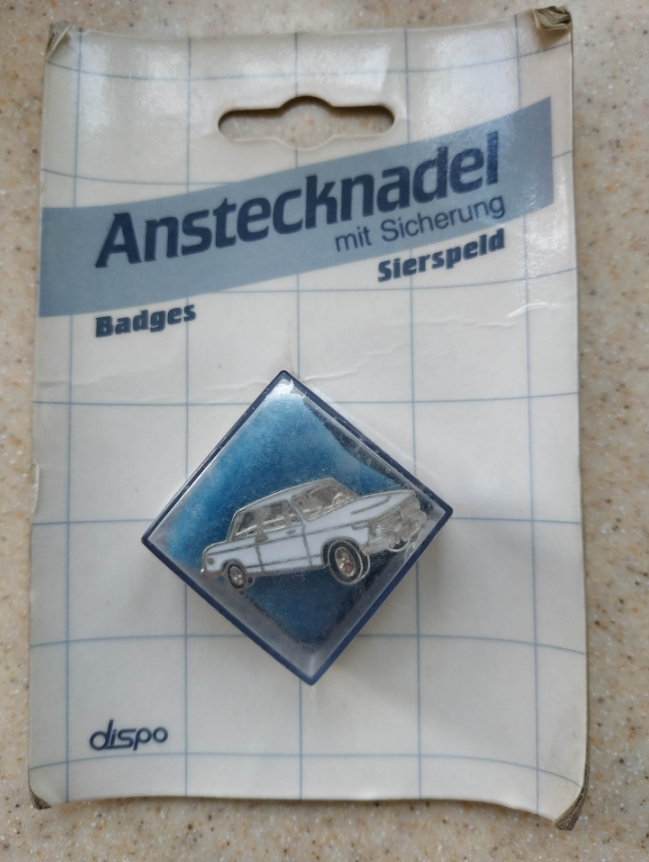 Anstecknadel
mit Sicherung
Sierspeld
Badges
dispo